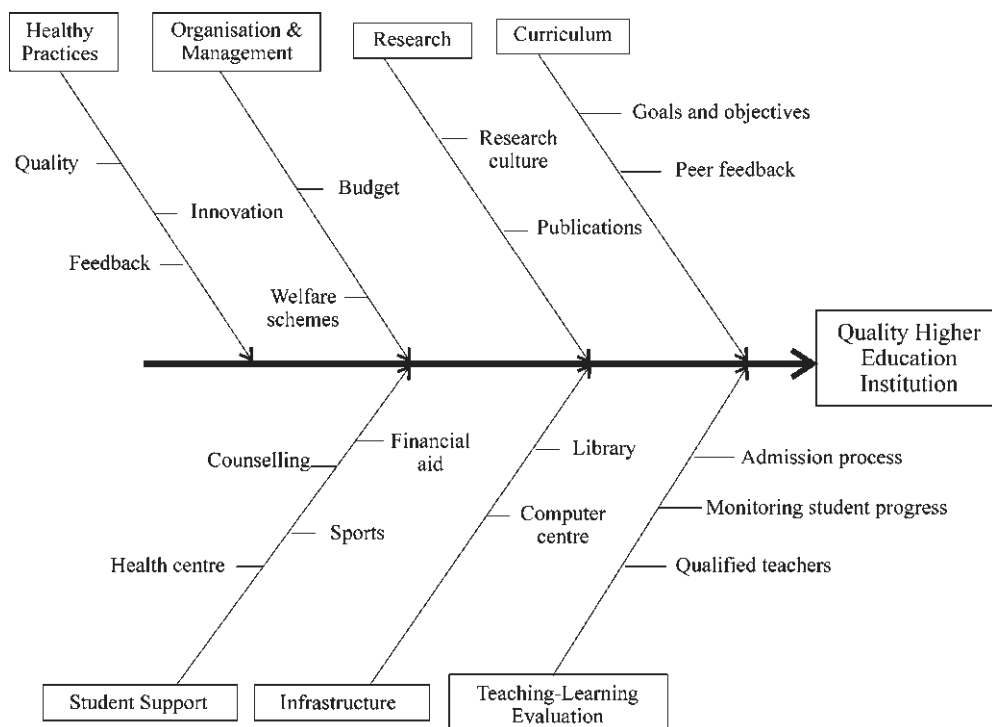 Healthy
Practices
Organisation &
Management
Research
Curriculum
Goals and objectives
Research
culture
Quality
Peer feedback
Budget
Innovation
Publications
Feedback
Welfare
schemes
Quality Higher
Education
Institution
Financial
aid
Counselling
Library
Admission process
Monitoring student progress
Sports
Computer
centre
Health centre
Qualified teachers
Student Support
Infrastructure
Teaching-Learning
Evaluation